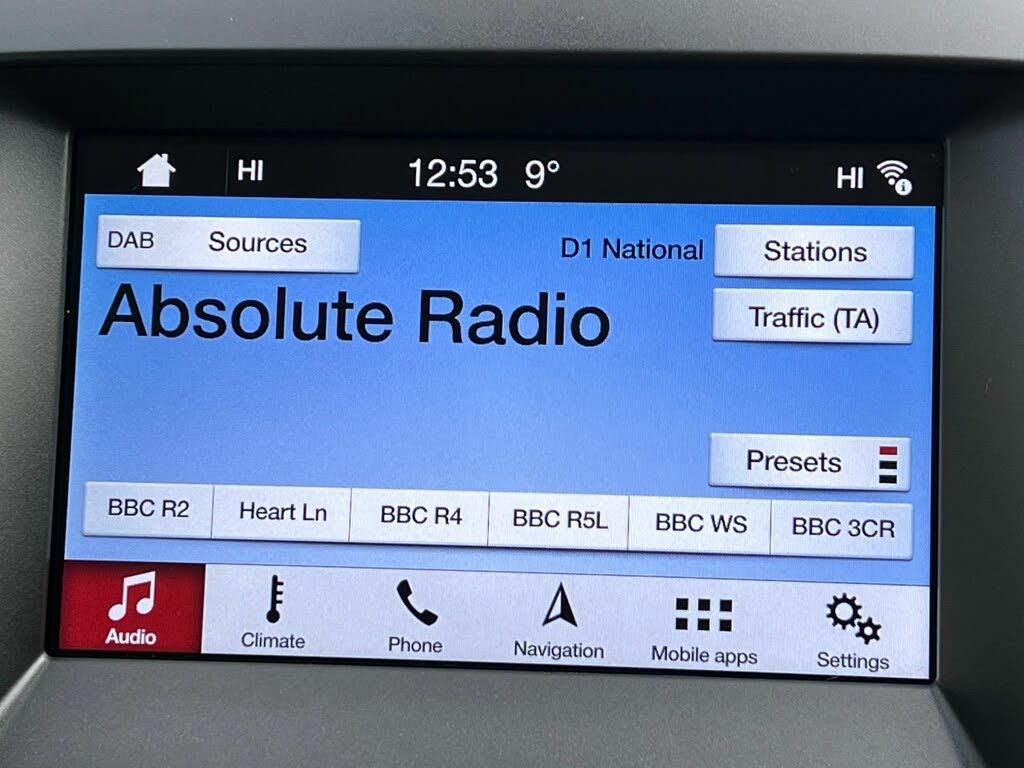 HI 12:53 9° HI
DAB Sources D1 National Stations
Absolute Radio
Traffic (TA)
Presets
BBC R2 Heart Ln BBC R4 BBC R5L BBC WS BBC 3CR
Audio Climate Phone Navigation Mobile apps Settings